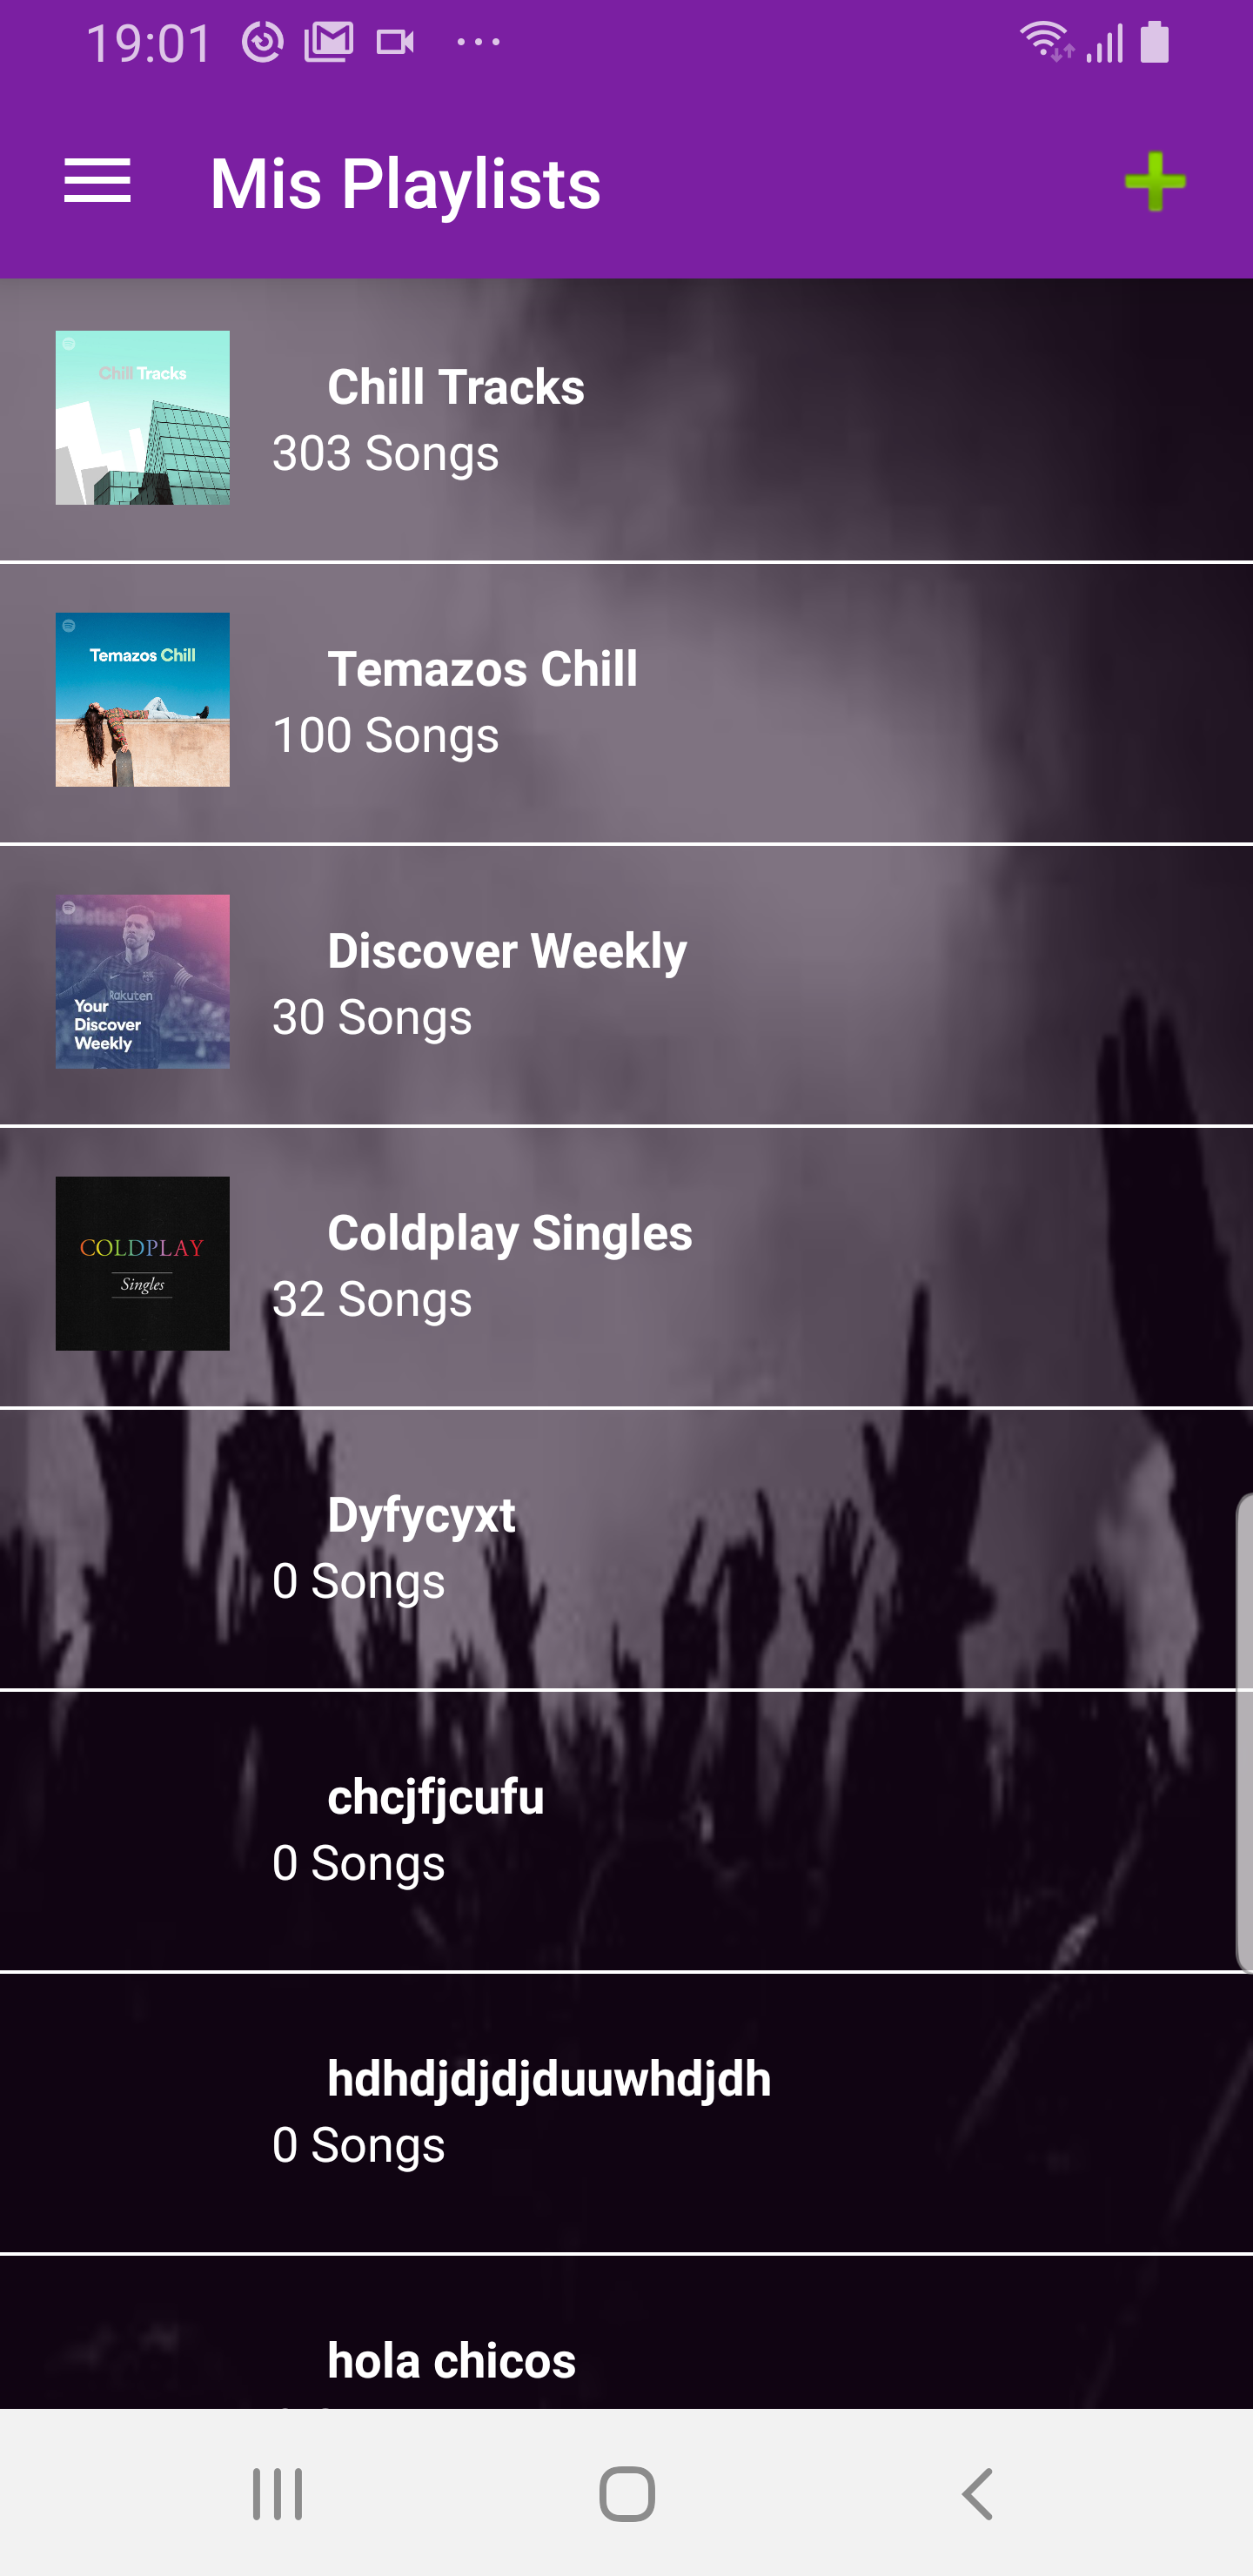 19:01
Mis Playlists
Chill Tracks
Chill Tracks
303 Songs
Temazos Chill
Temazos Chill
100 Songs
Rakuten
Your
Discover
Weekly
Discover Weekly
30 Songs
COLDPLAY
Singles
Coldplay Singles
32 Songs
Dyfycyxt
0 Songs
chcjfjcufu
0 Songs
hdhdjdjdjduuwhdjdh
0 Songs
hola chicos